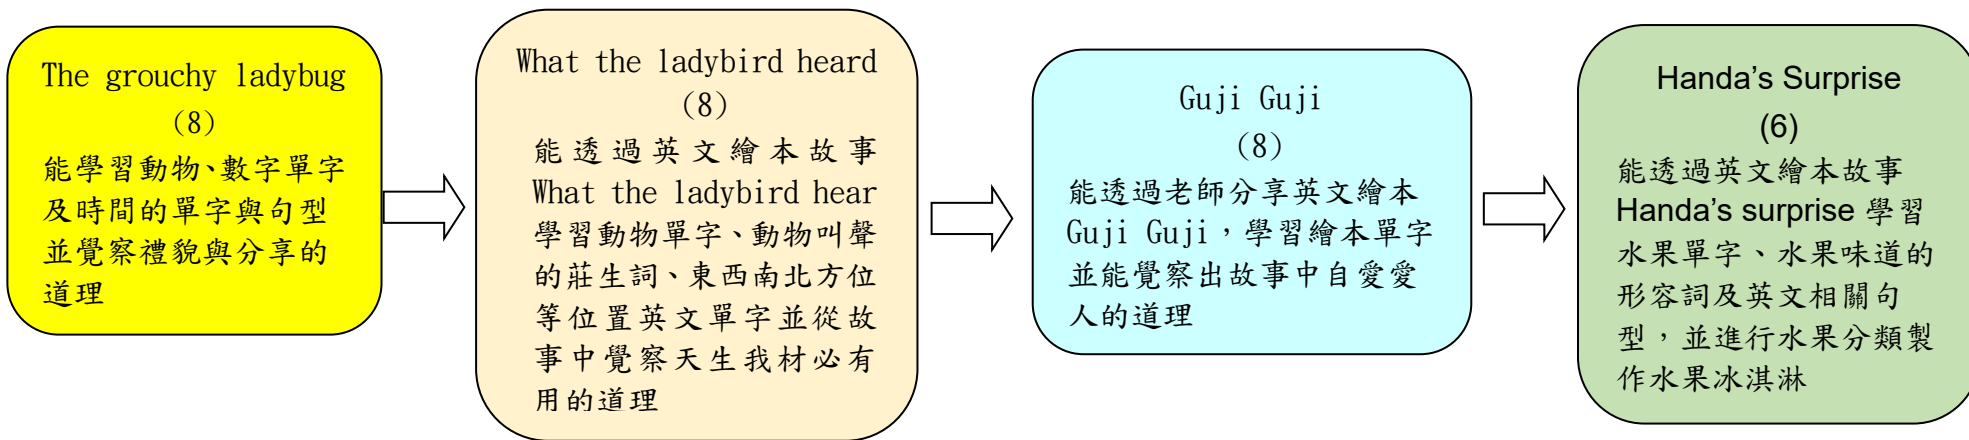 The grouchy ladybug
(8)
能學習動物、數字單字
及時間的單字與句型
並覺察禮貌與分享的
道理
What the ladybird heard
(8)
能透過英文繪本故事
What the ladybird hear
學習動物單字、動物叫聲
的莊生詞、東西南北方位
等位置英文單字並從故
事中覺察天生我材必有
用的道理
Guji Guji
(8)
能透過老師分享英文繪本
Guji Guji，學習繪本單字
並能覺察出故事中自愛愛
人的道理
Handa’s Surprise
(6)
能透過英文繪本故事
Handa’s surprise 學習
水果單字、水果味道的
形容詞及英文相關句
型，並進行水果分類製
作水果冰淇淋